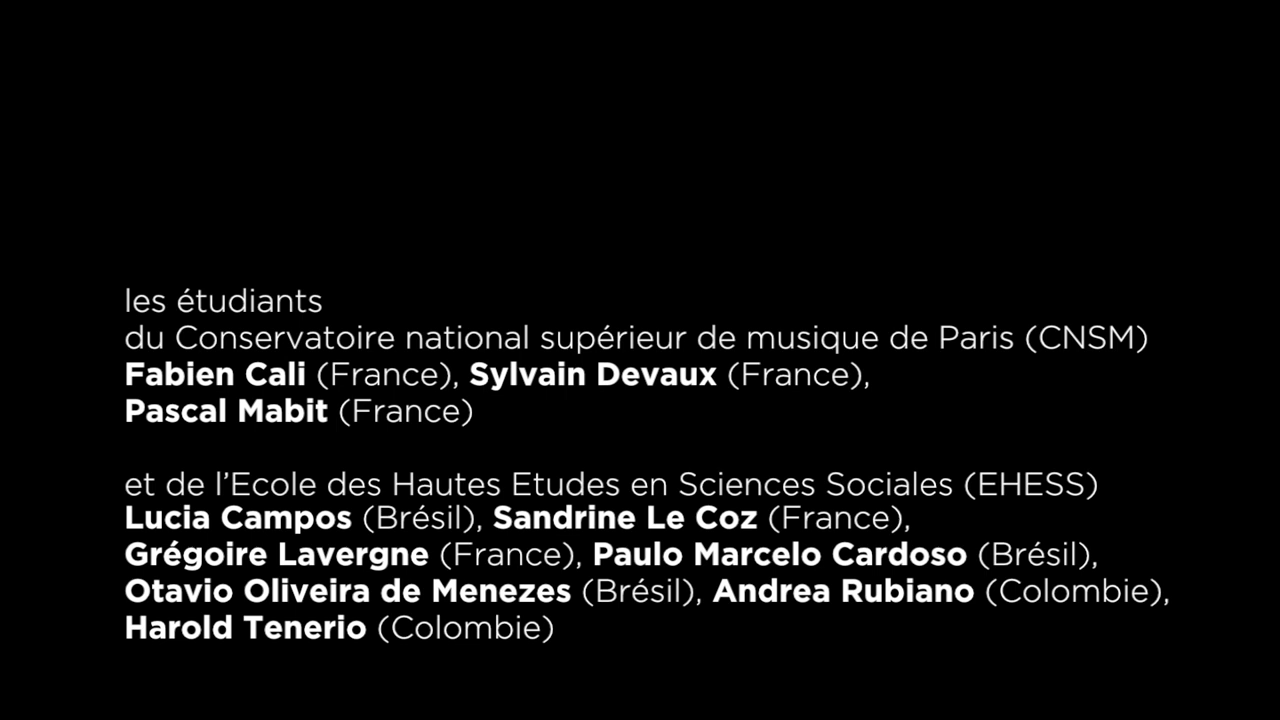 les étudiants
du Conservatoire national supérieur de musique de Paris (CNSM)
Fabien Cali (France), Sylvain Devaux (France),
Pascal Mabit (France)
et de l’Ecole des Hautes Etudes en Sciences Sociales (EHESS)
Lucia Campos (Brésil), Sandrine Le Coz (France),
Grégoire Lavergne (France), Paulo Marcelo Cardoso (Brésil),
Otavio Oliveira de Menezes (Brésil), Andrea Rubiano (Colombie),
Harold Tenerio (Colombie)